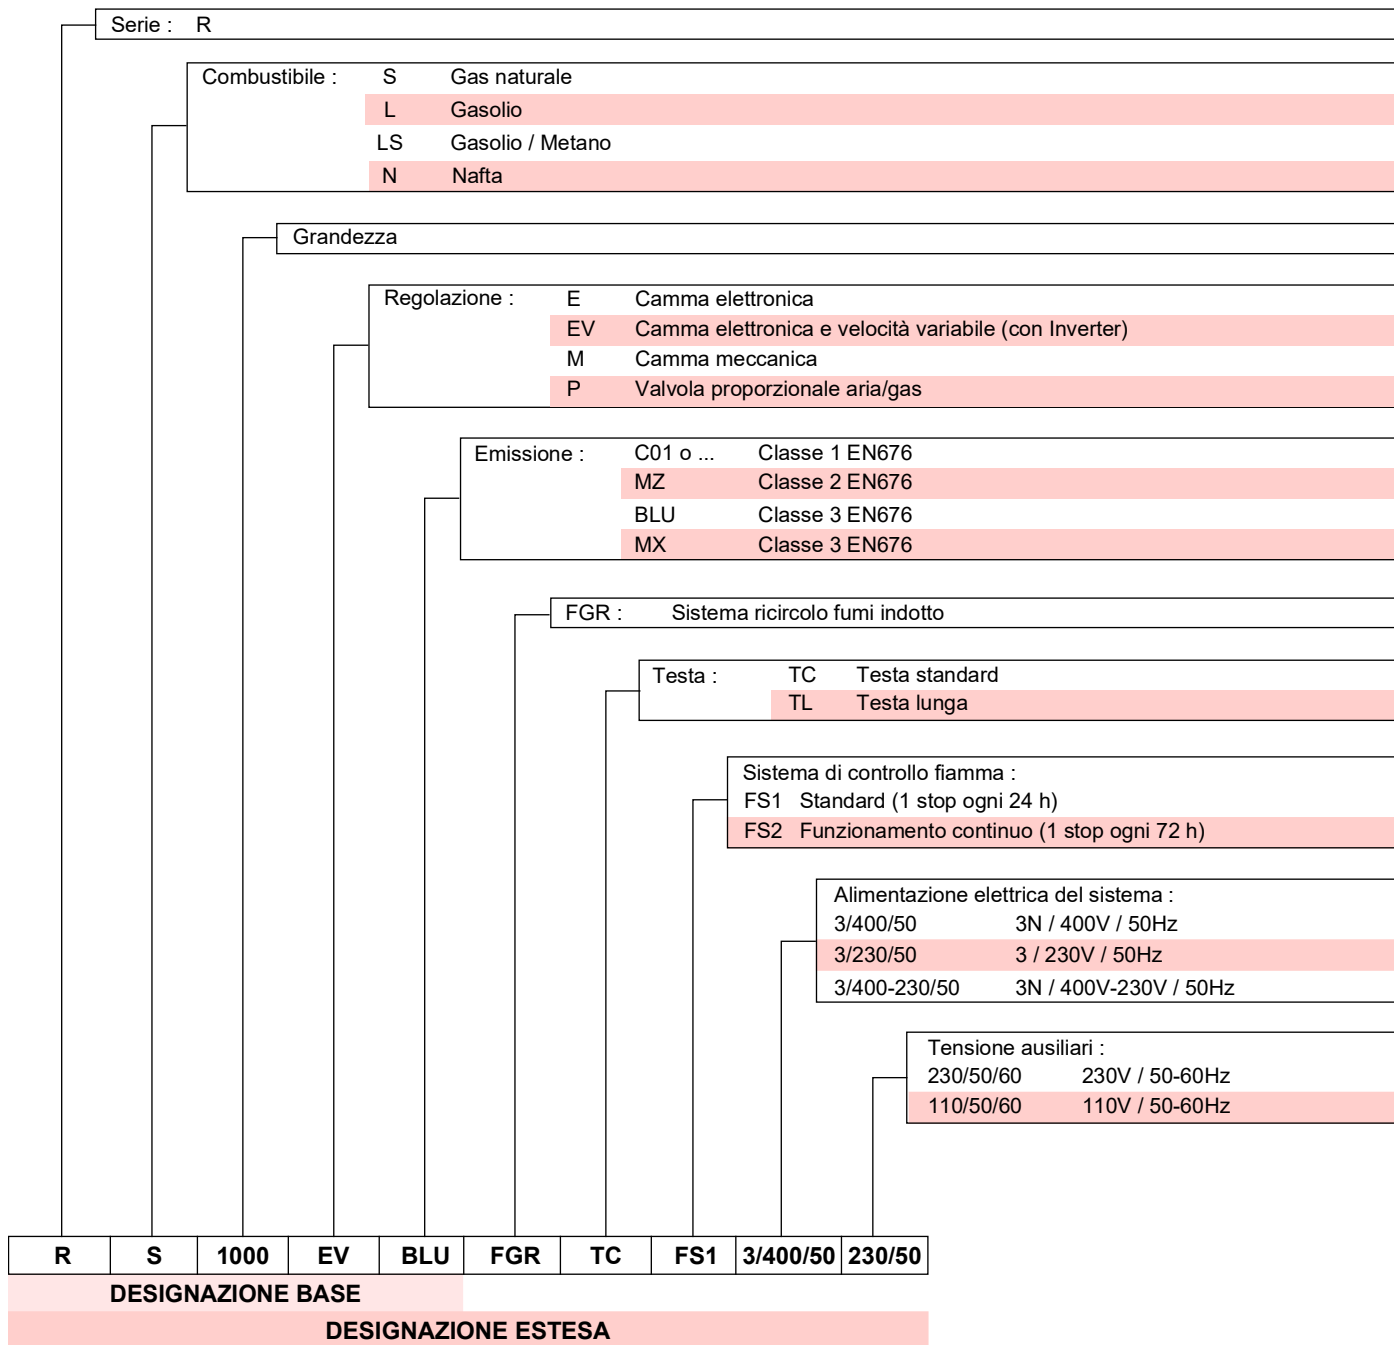 Serie : R
Combustibile : S Gas naturale
L Gasolio
LS Gasolio / Metano
N Nafta
Grandezza
Regolazione : E Camma elettronica
EV Camma elettronica e velocità variabile (con Inverter)
M Camma meccanica
P Valvola proporzionale aria/gas
Emissione : C01 o ... Classe 1 EN676
MZ Classe 2 EN676
BLU Classe 3 EN676
MX Classe 3 EN676
FGR : Sistema ricircolo fumi indotto
Testa : TC Testa standard
TL Testa lunga
Sistema di controllo fiamma :
FS1 Standard (1 stop ogni 24 h)
FS2 Funzionamento continuo (1 stop ogni 72 h)
Alimentazione elettrica del sistema :
3/400/50 3N / 400V / 50Hz
3/230/50 3 / 230V / 50Hz
3/400-230/50 3N / 400V-230V / 50Hz
Tensione ausiliari :
230/50/60 230V / 50-60Hz
110/50/60 110V / 50-60Hz
R S 1000 EV BLU FGR TC FS1 3/400/50 230/50
DESIGNAZIONE BASE
DESIGNAZIONE ESTESA